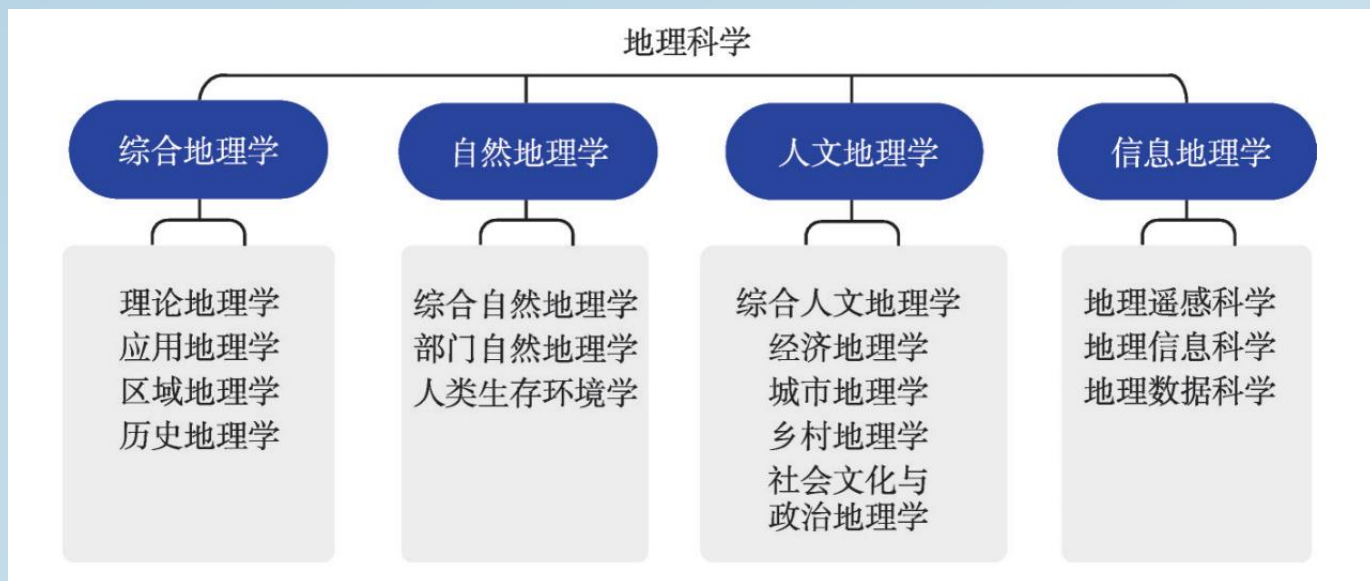 地理科学
综合地理学
自然地理学
人文地理学
信息地理学
理论地理学
应用地理学
区域地理学
历史地理学
综合自然地理学
部门自然地理学
人类生存环境学
综合人文地理学
经济地理学
城市地理学
乡村地理学
社会文化与
政治地理学
地理遥感科学
地理信息科学
地理数据科学